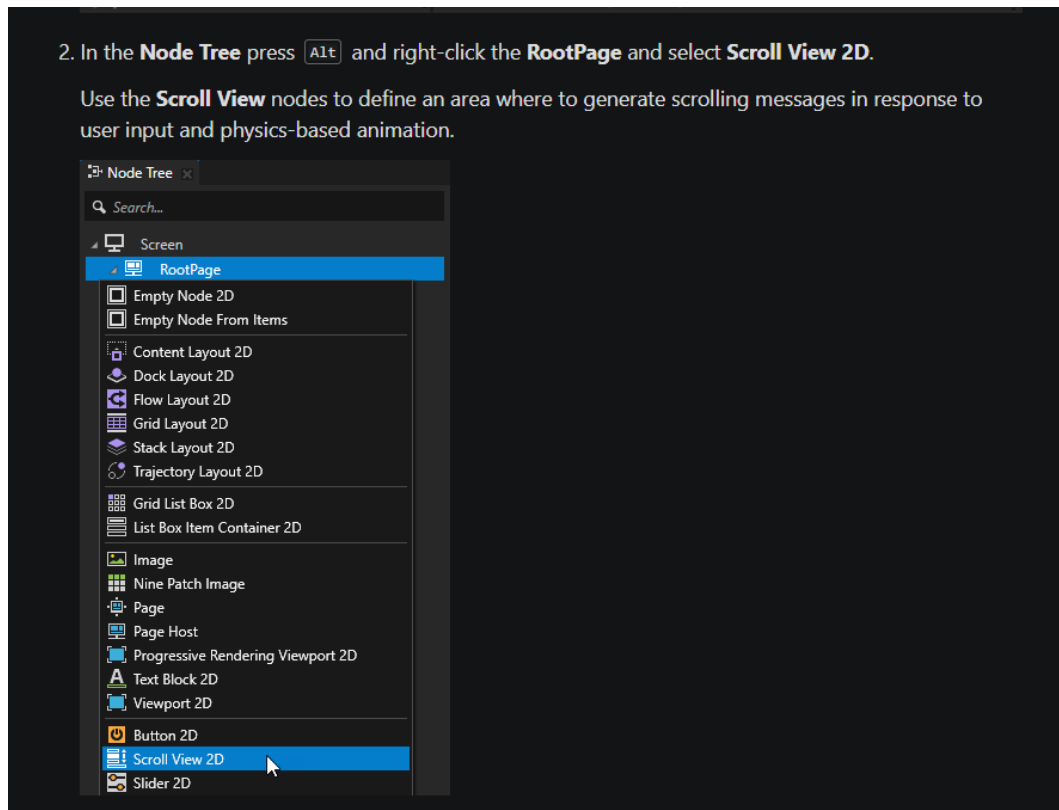 2. In the Node Tree press Alt and right-click the RootPage and select Scroll View 2D.
Use the Scroll View nodes to define an area where to generate scrolling messages in response to
user input and physics-based animation.
Node Tree
Search...
Screen
RootPage
Empty Node 2D
Empty Node From Items
Content Layout 2D
Dock Layout 2D
Flow Layout 2D
Grid Layout 2D
Stack Layout 2D
Trajectory Layout 2D
Grid List Box 2D
List Box Item Container 2D
Image
Nine Patch Image
Page
Page Host
Progressive Rendering Viewport 2D
Text Block 2D
Viewport 2D
Button 2D
Scroll View 2D
Slider 2D